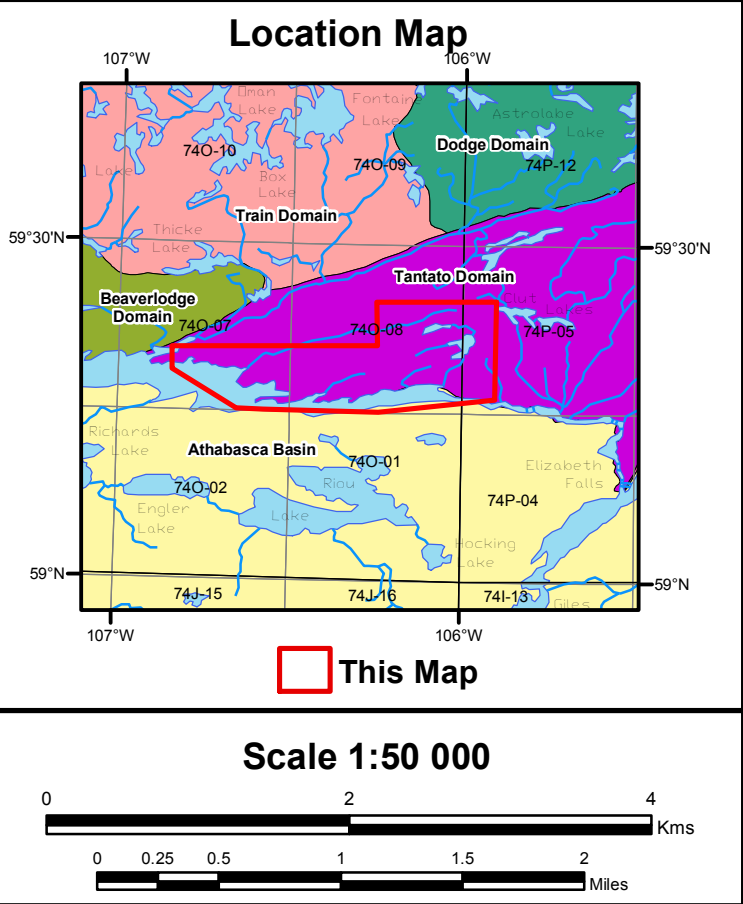 Location Map
107°W
106°W
Oman
Lake
Fontaine
Lake
Astrolabe
Lake
Dodge Domain
74O-10
74O-09
74P-12
Lake
Box
Lake
Train Domain
Thicke
Lake
59°30'N
59°30'N
Tantato Domain
Beaverlodge
Domain
Clut
Lakes
74O-07
74O-08
74P-05
Richards
Lake
Athabasca Basin
74O-01
Elizabeth
Falls
74O-02
Riou
Lake
74P-04
Engler
Lake
Hocking
Lake
59°N
59°N
74J-15
74J-16
74I-13
Giles
107°W
106°W
This Map
Scale 1:50 000
0
2
4
Kms
0
0.25
0.5
1
1.5
2
Miles